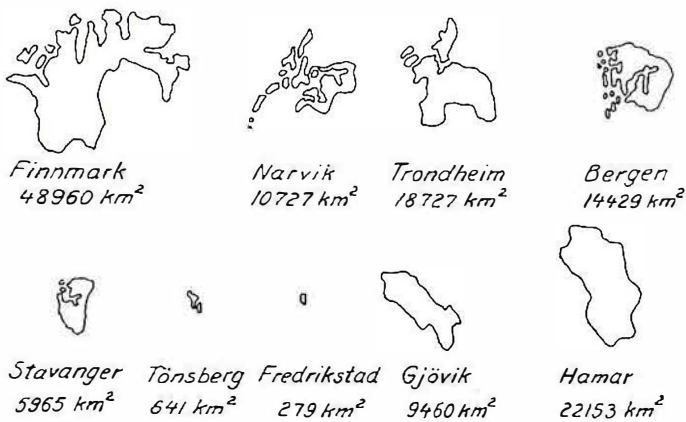 Finnmark
48960 km²
Narvik
10727 km²
Trondheim
18727 km²
Bergen
14429 km²
Stavanger
5965 km²
Tönsberg
641 km²
Fredrikstad
279 km²
Gjövik
9460 km²
Hamar
22153 km²